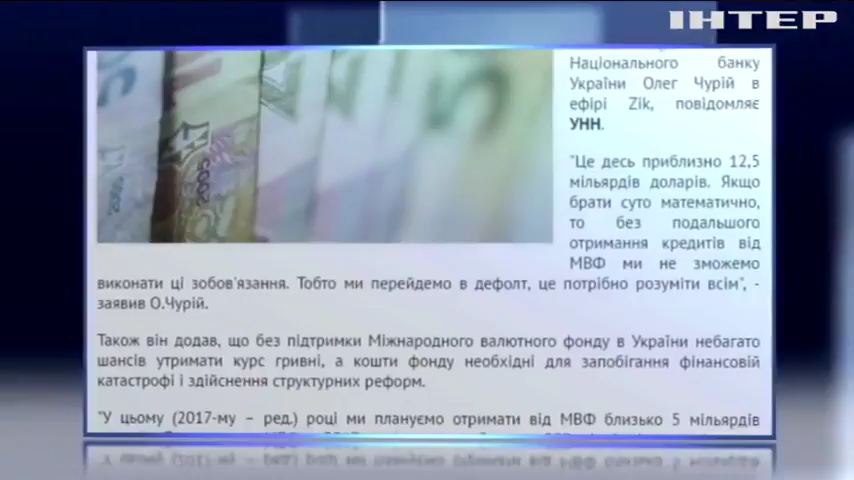 ІНТЕР
Національного банку
України Олег Чурій в
ефірі Zik, повідомляє
УНН.
"Це десь приблизно 12,5
мільярдів доларів. Якщо
брати суто математично,
то без подальшого
отримання кредитів від
МВФ ми не зможемо
виконати ці зобов'язання. Тобто ми перейдемо в дефолт, це потрібно розуміти всім", -
заявив О.Чурій.
Також він додав, що без підтримки Міжнародного валютного фонду в України небагато
шансів утримати курс гривні, а кошти фонду необхідні для запобігання фінансовій
катастрофі і здійснення структурних реформ.
"У цьому (2017-му – ред.) році ми плануємо отримати від МВФ близько 5 мільярдів